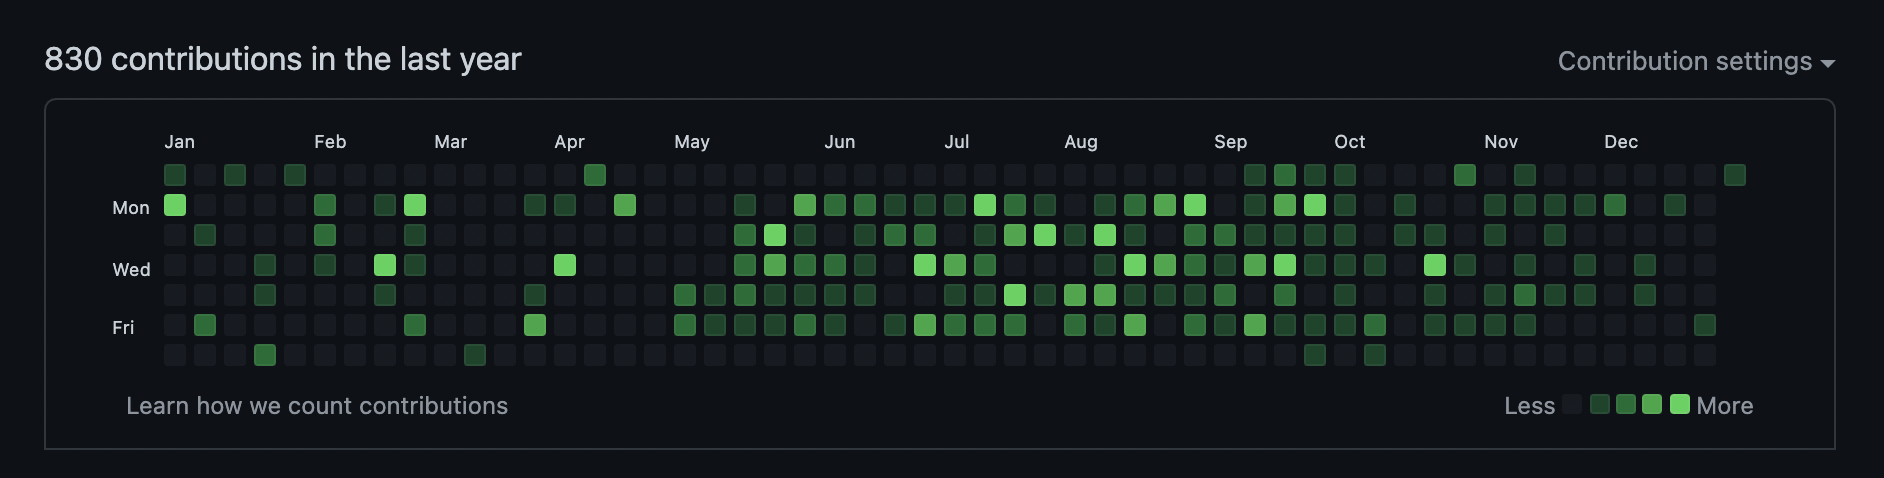 830 contributions in the last year
Contribution settings
Jan Feb Mar Apr May Jun Jul Aug Sep Oct Nov Dec
Mon
Wed
Fri
Learn how we count contributions
Less More